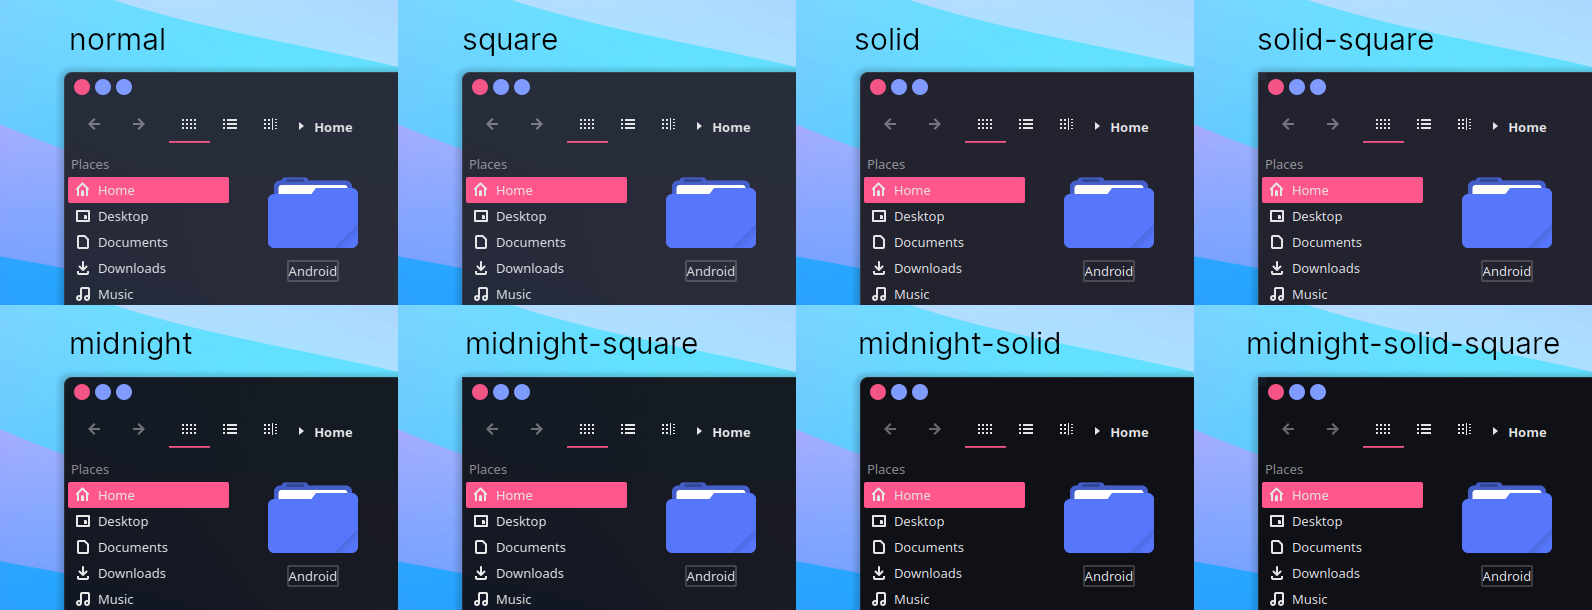 normal
square
solid
solid-square
Home
Home
Home
Home
Places
Places
Places
Places
Home
Home
Home
Home
Desktop
Desktop
Desktop
Desktop
Documents
Documents
Documents
Documents
Downloads
Android
Downloads
Android
Downloads
Android
Downloads
Android
Music
Music
Music
Music
midnight
midnight-square
midnight-solid
midnight-solid-square
Home
Home
Home
Home
Places
Places
Places
Places
Home
Home
Home
Home
Desktop
Desktop
Desktop
Desktop
Documents
Documents
Documents
Documents
Downloads
Android
Downloads
Android
Downloads
Android
Downloads
Android
Music
Music
Music
Music